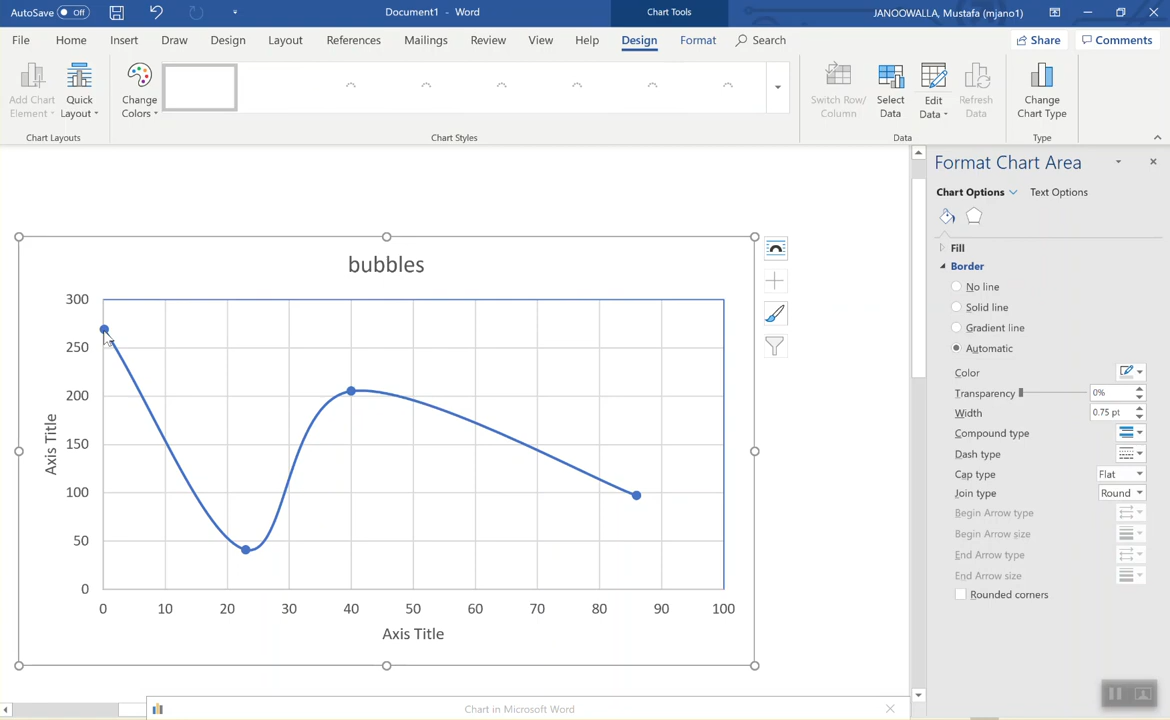 AutoSave Off
Document1 - Word
Chart Tools
JANOOWALLA, Mustafa (mjano1)
File Home Insert Draw Design Layout References Mailings Review View Help Design Format Search
Share Comments
Add Chart Element
Quick Layout
Change Colors
Switch Row/ Column
Select Data
Edit Data
Refresh Data
Change Chart Type
Chart Layouts
Chart Styles
Data
Type
bubbles
300
250
200
150
100
50
0
Axis Title
0 10 20 30 40 50 60 70 80 90 100
Axis Title
Chart in Microsoft Word
Format Chart Area
Chart Options Text Options
Fill
Border
No line
Solid line
Gradient line
Automatic
Color
Transparency 0%
Width 0.75 pt
Compound type
Dash type
Cap type Flat
Join type Round
Begin Arrow type
Begin Arrow size
End Arrow type
End Arrow size
Rounded corners